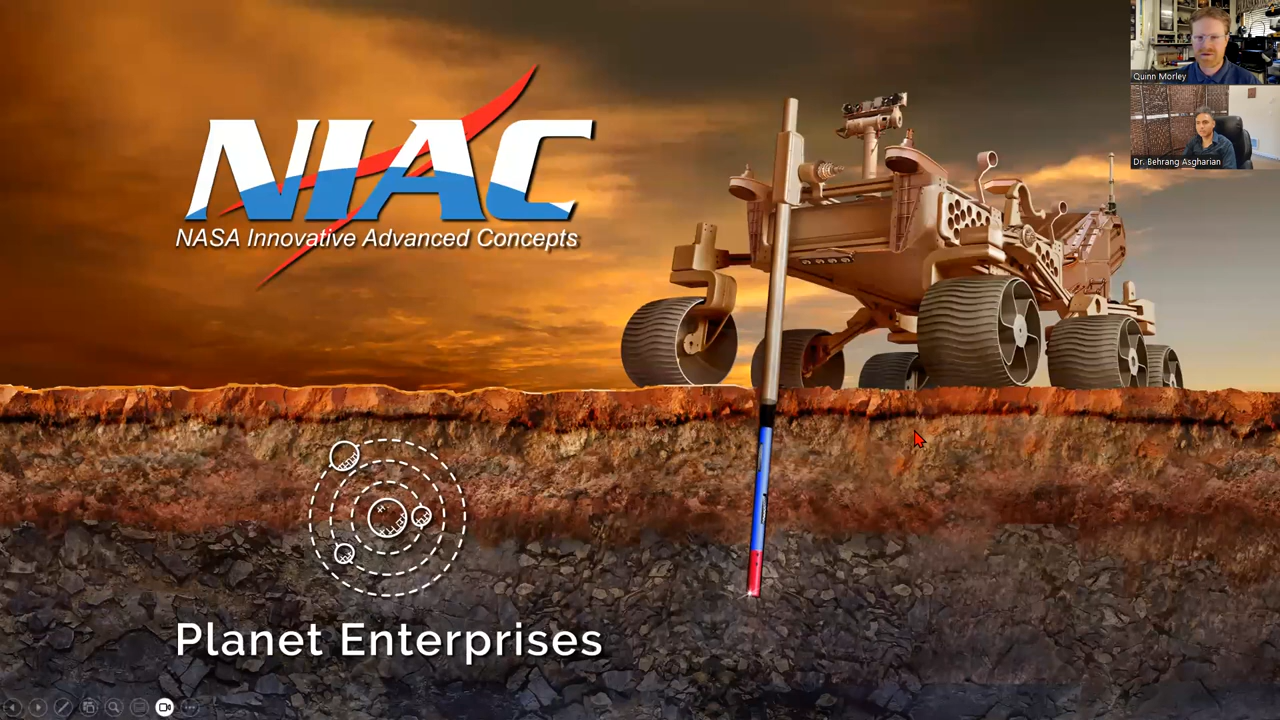 NIAC
NASA Innovative Advanced Concepts
Planet Enterprises
Quinn Morley
Dr. Behrang Asgharian